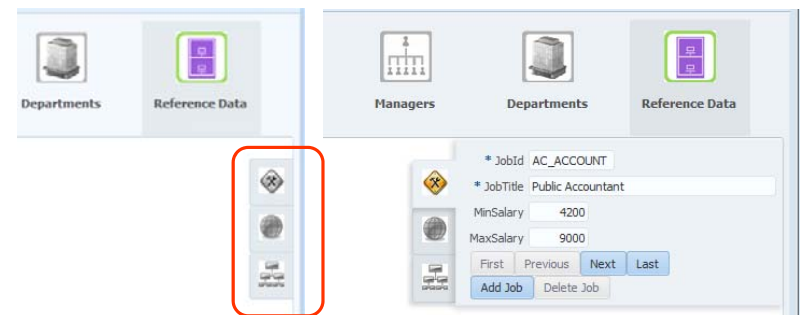 Departments Reference Data
Managers Departments Reference Data
* JobId AC_ACCOUNT
* JobTitle Public Accountant
MinSalary 4200
MaxSalary 9000
First Previous Next Last
Add Job Delete Job